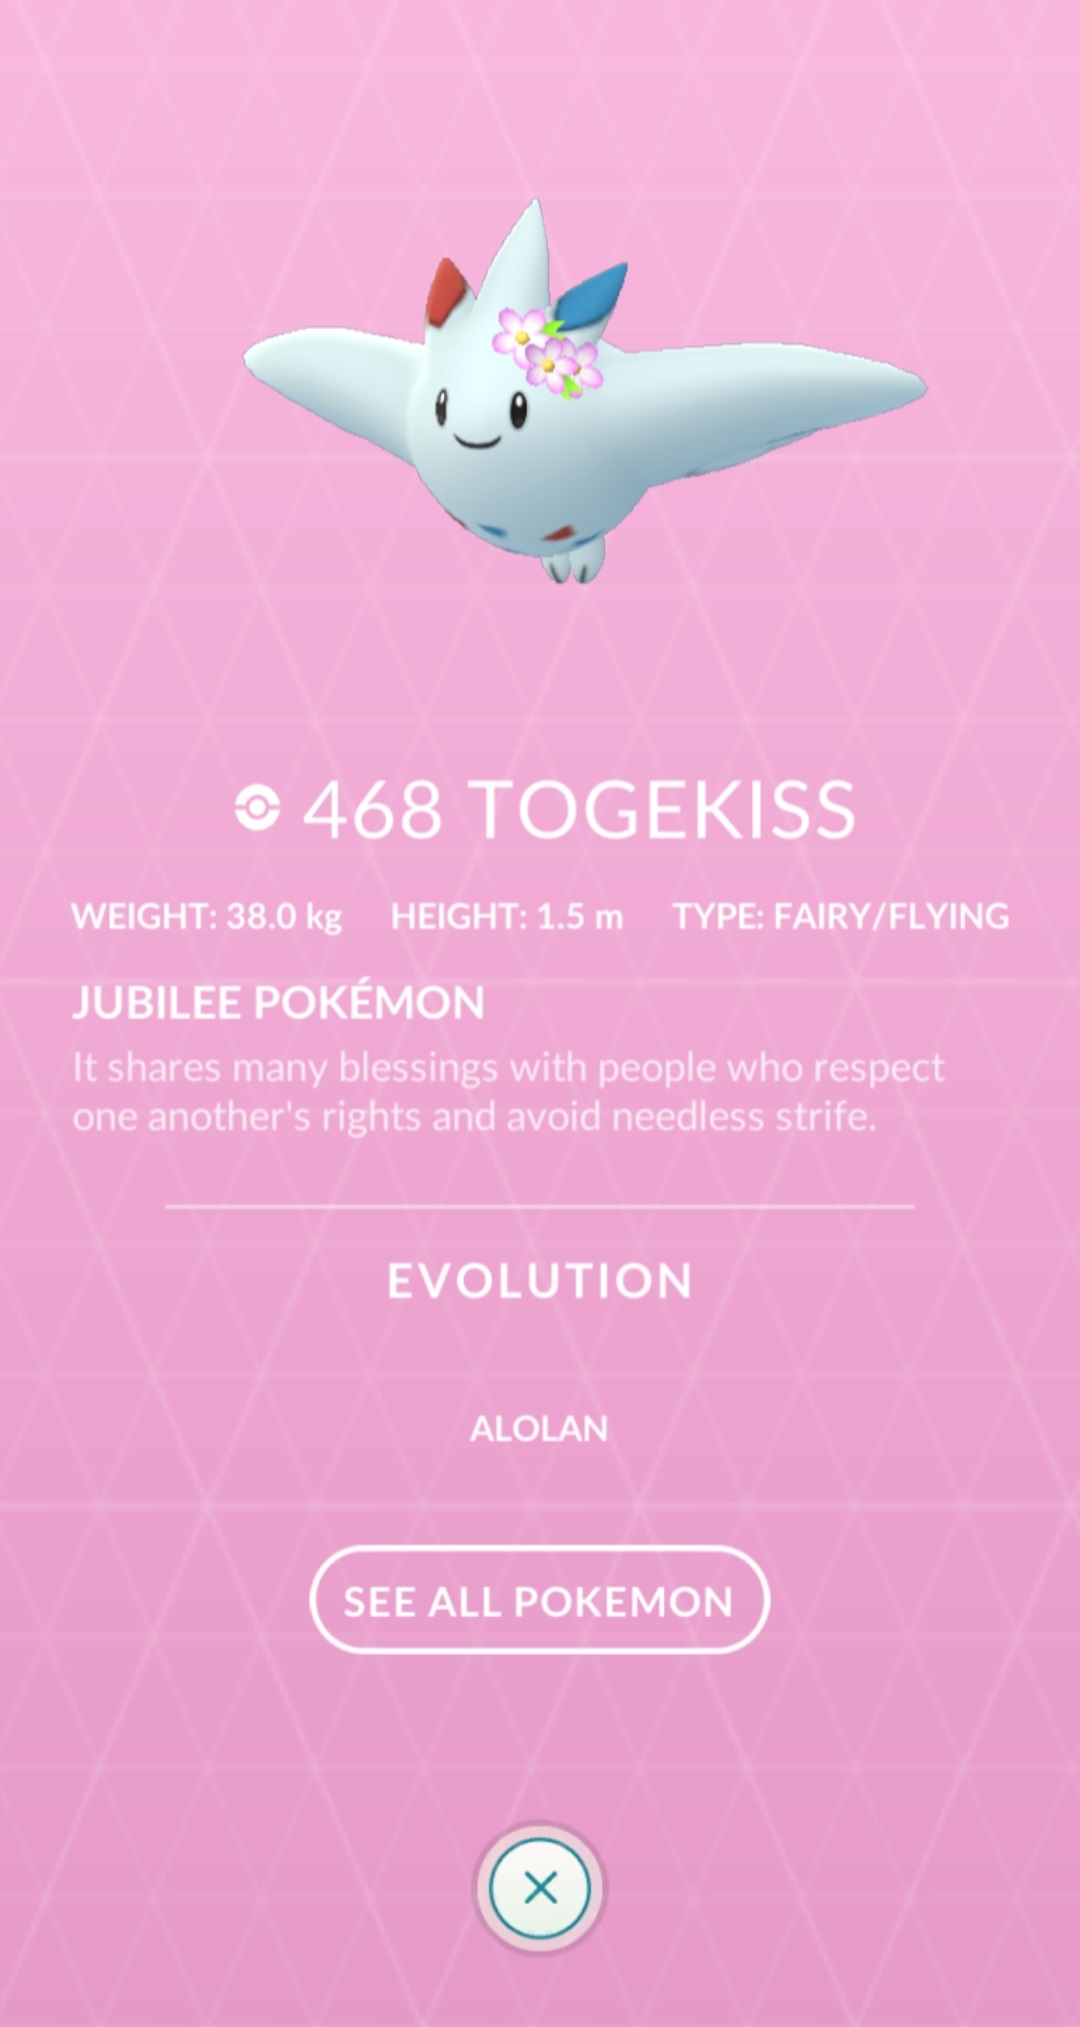 468 TOGEKISS
WEIGHT: 38.0 kg HEIGHT: 1.5 m TYPE: FAIRY/FLYING
JUBILEE POKÉMON
It shares many blessings with people who respect
one another's rights and avoid needless strife.
EVOLUTION
ALOLAN
SEE ALL POKEMON